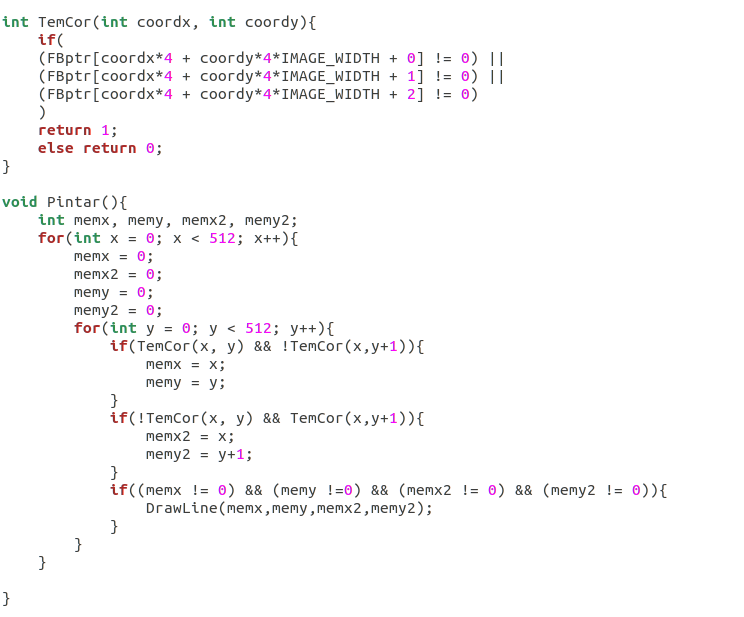 int TemCor(int coordx, int coordy){
    if(
    (FBptr[coordx*4 + coordy*4*IMAGE_WIDTH + 0] != 0) ||
    (FBptr[coordx*4 + coordy*4*IMAGE_WIDTH + 1] != 0) ||
    (FBptr[coordx*4 + coordy*4*IMAGE_WIDTH + 2] != 0)
    )
    return 1;
    else return 0;
}

void Pintar(){
    int memx, memy, memx2, memy2;
    for(int x = 0; x < 512; x++){
        memx = 0;
        memx2 = 0;
        memy = 0;
        memy2 = 0;
        for(int y = 0; y < 512; y++){
            if(TemCor(x, y) && !TemCor(x,y+1)){
                memx = x;
                memy = y;
            }
            if(!TemCor(x, y) && TemCor(x,y+1)){
                memx2 = x;
                memy2 = y+1;
            }
            if((memx != 0) && (memy !=0) && (memx2 != 0) && (memy2 != 0)){
                DrawLine(memx,memy,memx2,memy2);
            }
        }
    }

}